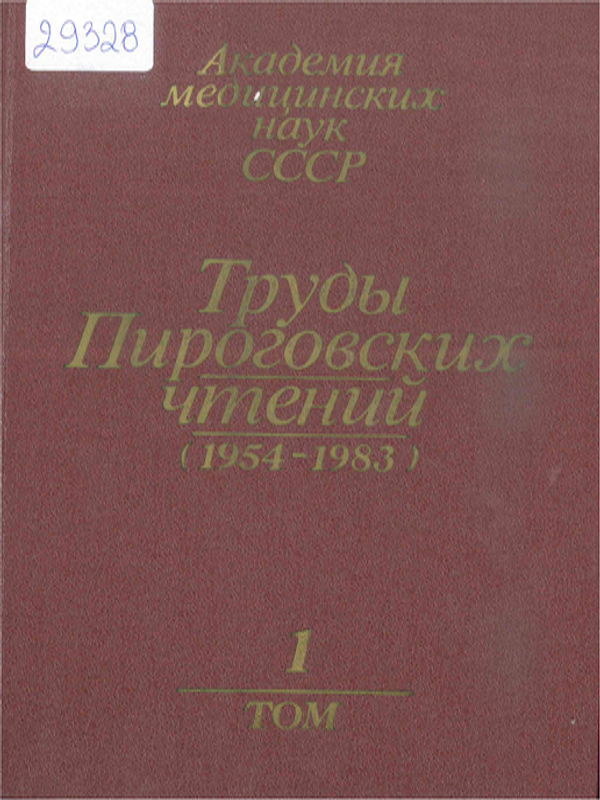 29328
Академия
медицинских
наук
СССР
Труды
Пироговских
чтений
(1954-1983)
1
ТОМ